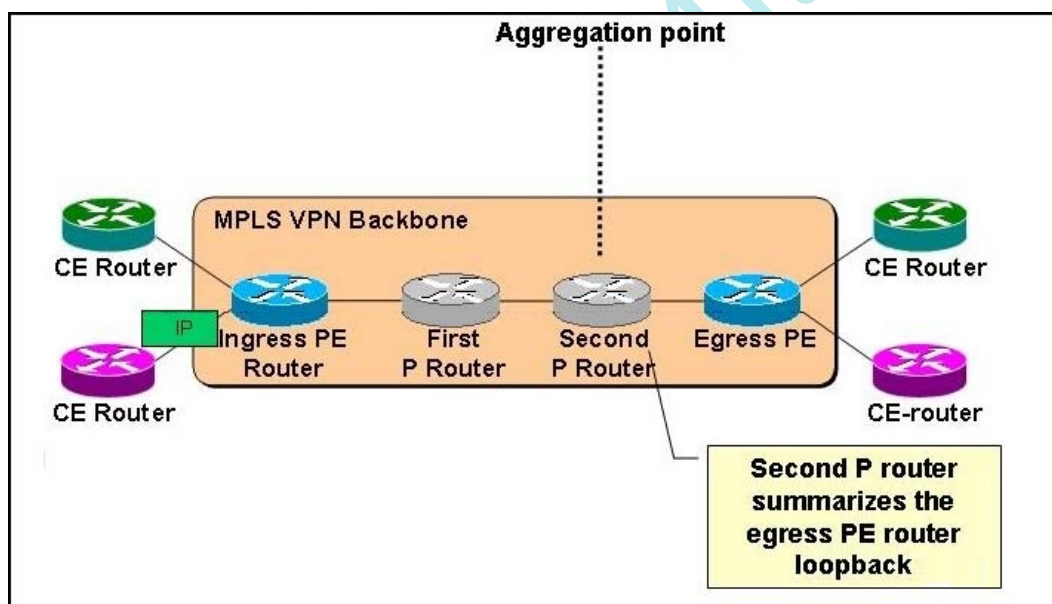 Aggregation point
MPLS VPN Backbone
CE Router
CE Router
IP
Ingress PE
Router
First
P Router
Second
P Router
Egress PE
CE Router
CE-router
Second P router
summarizes the
egress PE router
loopback